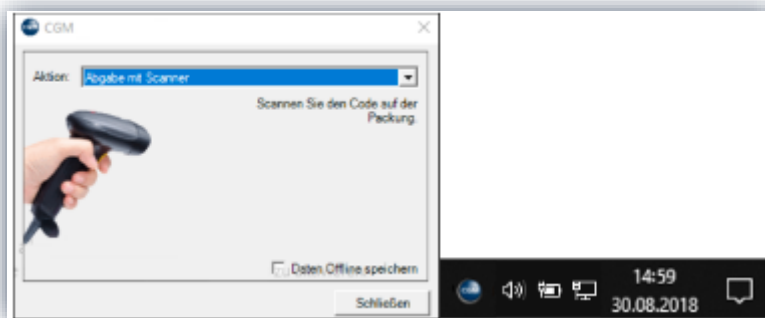 CGM
Aktion: Abgabe mit Scanner
Scannen Sie den Code auf der
Packung.
Daten Offline speichern
Schließen
14:59
30.08.2018